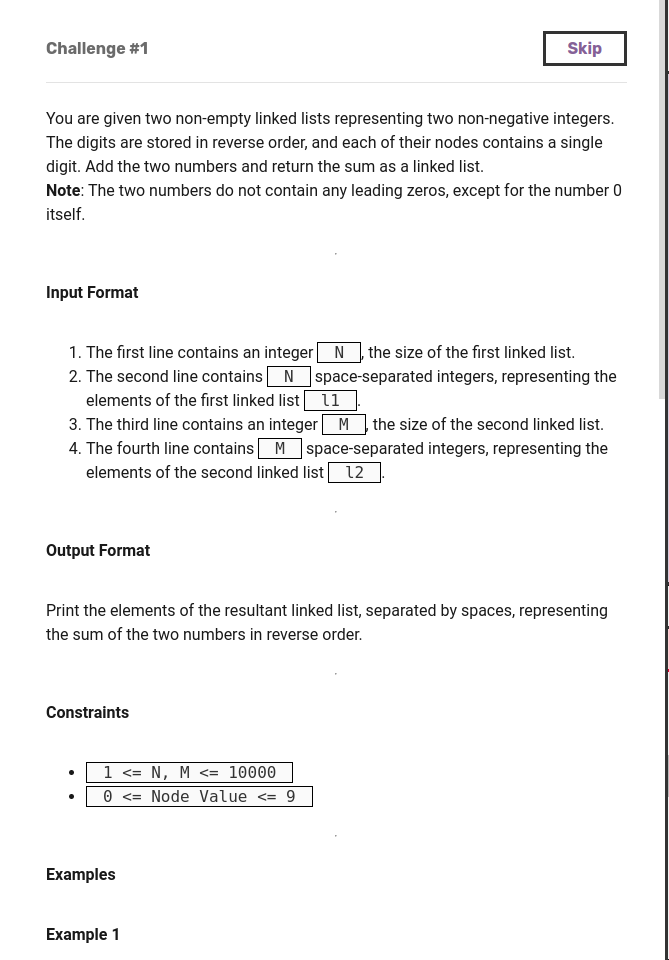 Challenge #1
Skip
You are given two non-empty linked lists representing two non-negative integers.
The digits are stored in reverse order, and each of their nodes contains a single
digit. Add the two numbers and return the sum as a linked list.
Note: The two numbers do not contain any leading zeros, except for the number 0
itself.
.
Input Format
1. The first line contains an integer N, the size of the first linked list.
2. The second line contains N space-separated integers, representing the
elements of the first linked list l1.
3. The third line contains an integer M, the size of the second linked list.
4. The fourth line contains M space-separated integers, representing the
elements of the second linked list l2.
.
Output Format
Print the elements of the resultant linked list, separated by spaces, representing
the sum of the two numbers in reverse order.
.
Constraints
• 1 <= N, M <= 10000
• 0 <= Node Value <= 9
.
Examples
Example 1